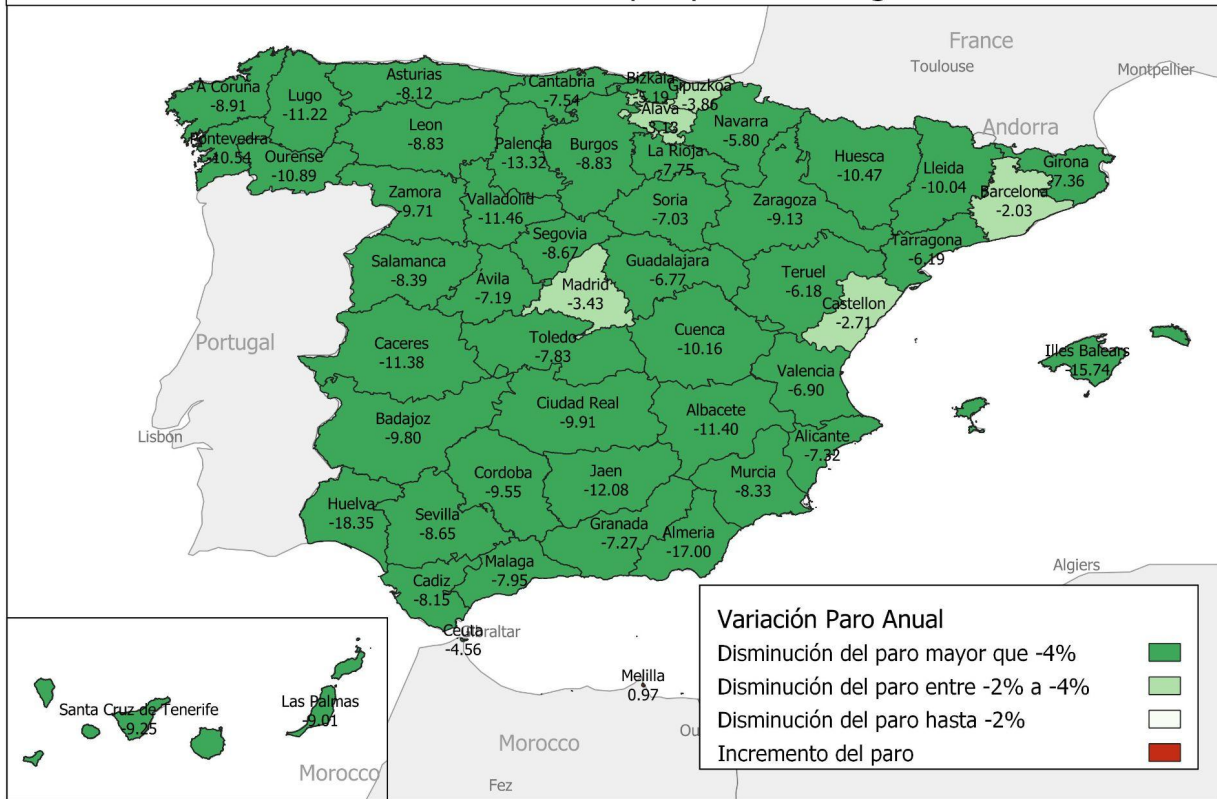 France
Toulouse
Montpellier
Andorra
A Coruña
-8.91
Lugo
-11.22
Asturias
-8.12
Cantabria
-7.54
Bizkaia
-5.19
Gipuzkoa
-3.86
Álava
Navarra
-5.80
Pontevedra
-10.54
Ourense
-10.89
Leon
-8.83
Palencia
-13.32
Burgos
-8.83
La Rioja
-7.75
Huesca
-10.47
Lleida
-10.04
Girona
-7.36
Barcelona
-2.03
Zamora
-9.71
Valladolid
-11.46
Soria
-7.03
Zaragoza
-9.13
Tarragona
-6.19
Segovia
-8.67
Salamanca
-8.39
Ávila
-7.19
Madrid
-3.43
Guadalajara
-6.77
Teruel
-6.18
Castellon
-2.71
Portugal
Caceres
-11.38
Toledo
-7.83
Cuenca
-10.16
Valencia
-6.90
Illes Balears
-15.74
Lisbon
Badajoz
-9.80
Ciudad Real
-9.91
Albacete
-11.40
Alicante
-7.32
Cordoba
-9.55
Jaen
-12.08
Murcia
-8.33
Huelva
-18.35
Sevilla
-8.65
Granada
-7.27
Almeria
-17.00
Cadiz
-8.15
Malaga
-7.95
Algiers
Ceuta
-4.56
Gibraltar
Melilla
0.97
Santa Cruz de Tenerife
-9.25
Las Palmas
-9.01
Morocco
Morocco
Fez
Ou
Variación Paro Anual
Disminución del paro mayor que -4%
Disminución del paro entre -2% a -4%
Disminución del paro hasta -2%
Incremento del paro